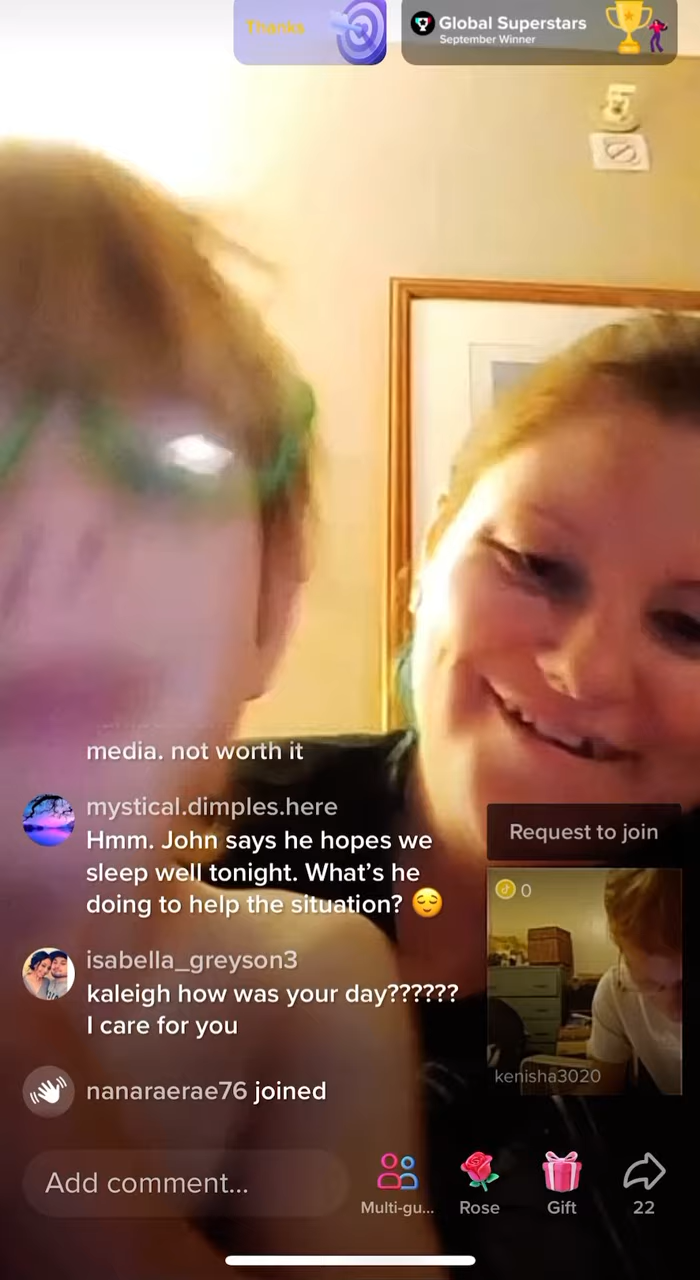 Thanks
Global Superstars
September Winner
media. not worth it
mystical.dimples.here
Hmm. John says he hopes we
sleep well tonight. What’s he
doing to help the situation? 😌
isabella_greyson3
kaleigh how was your day??????
I care for you
nanaraerae76 joined
Request to join
0
kenisha3020
Add comment...
Multi-gu...
Rose
Gift
22